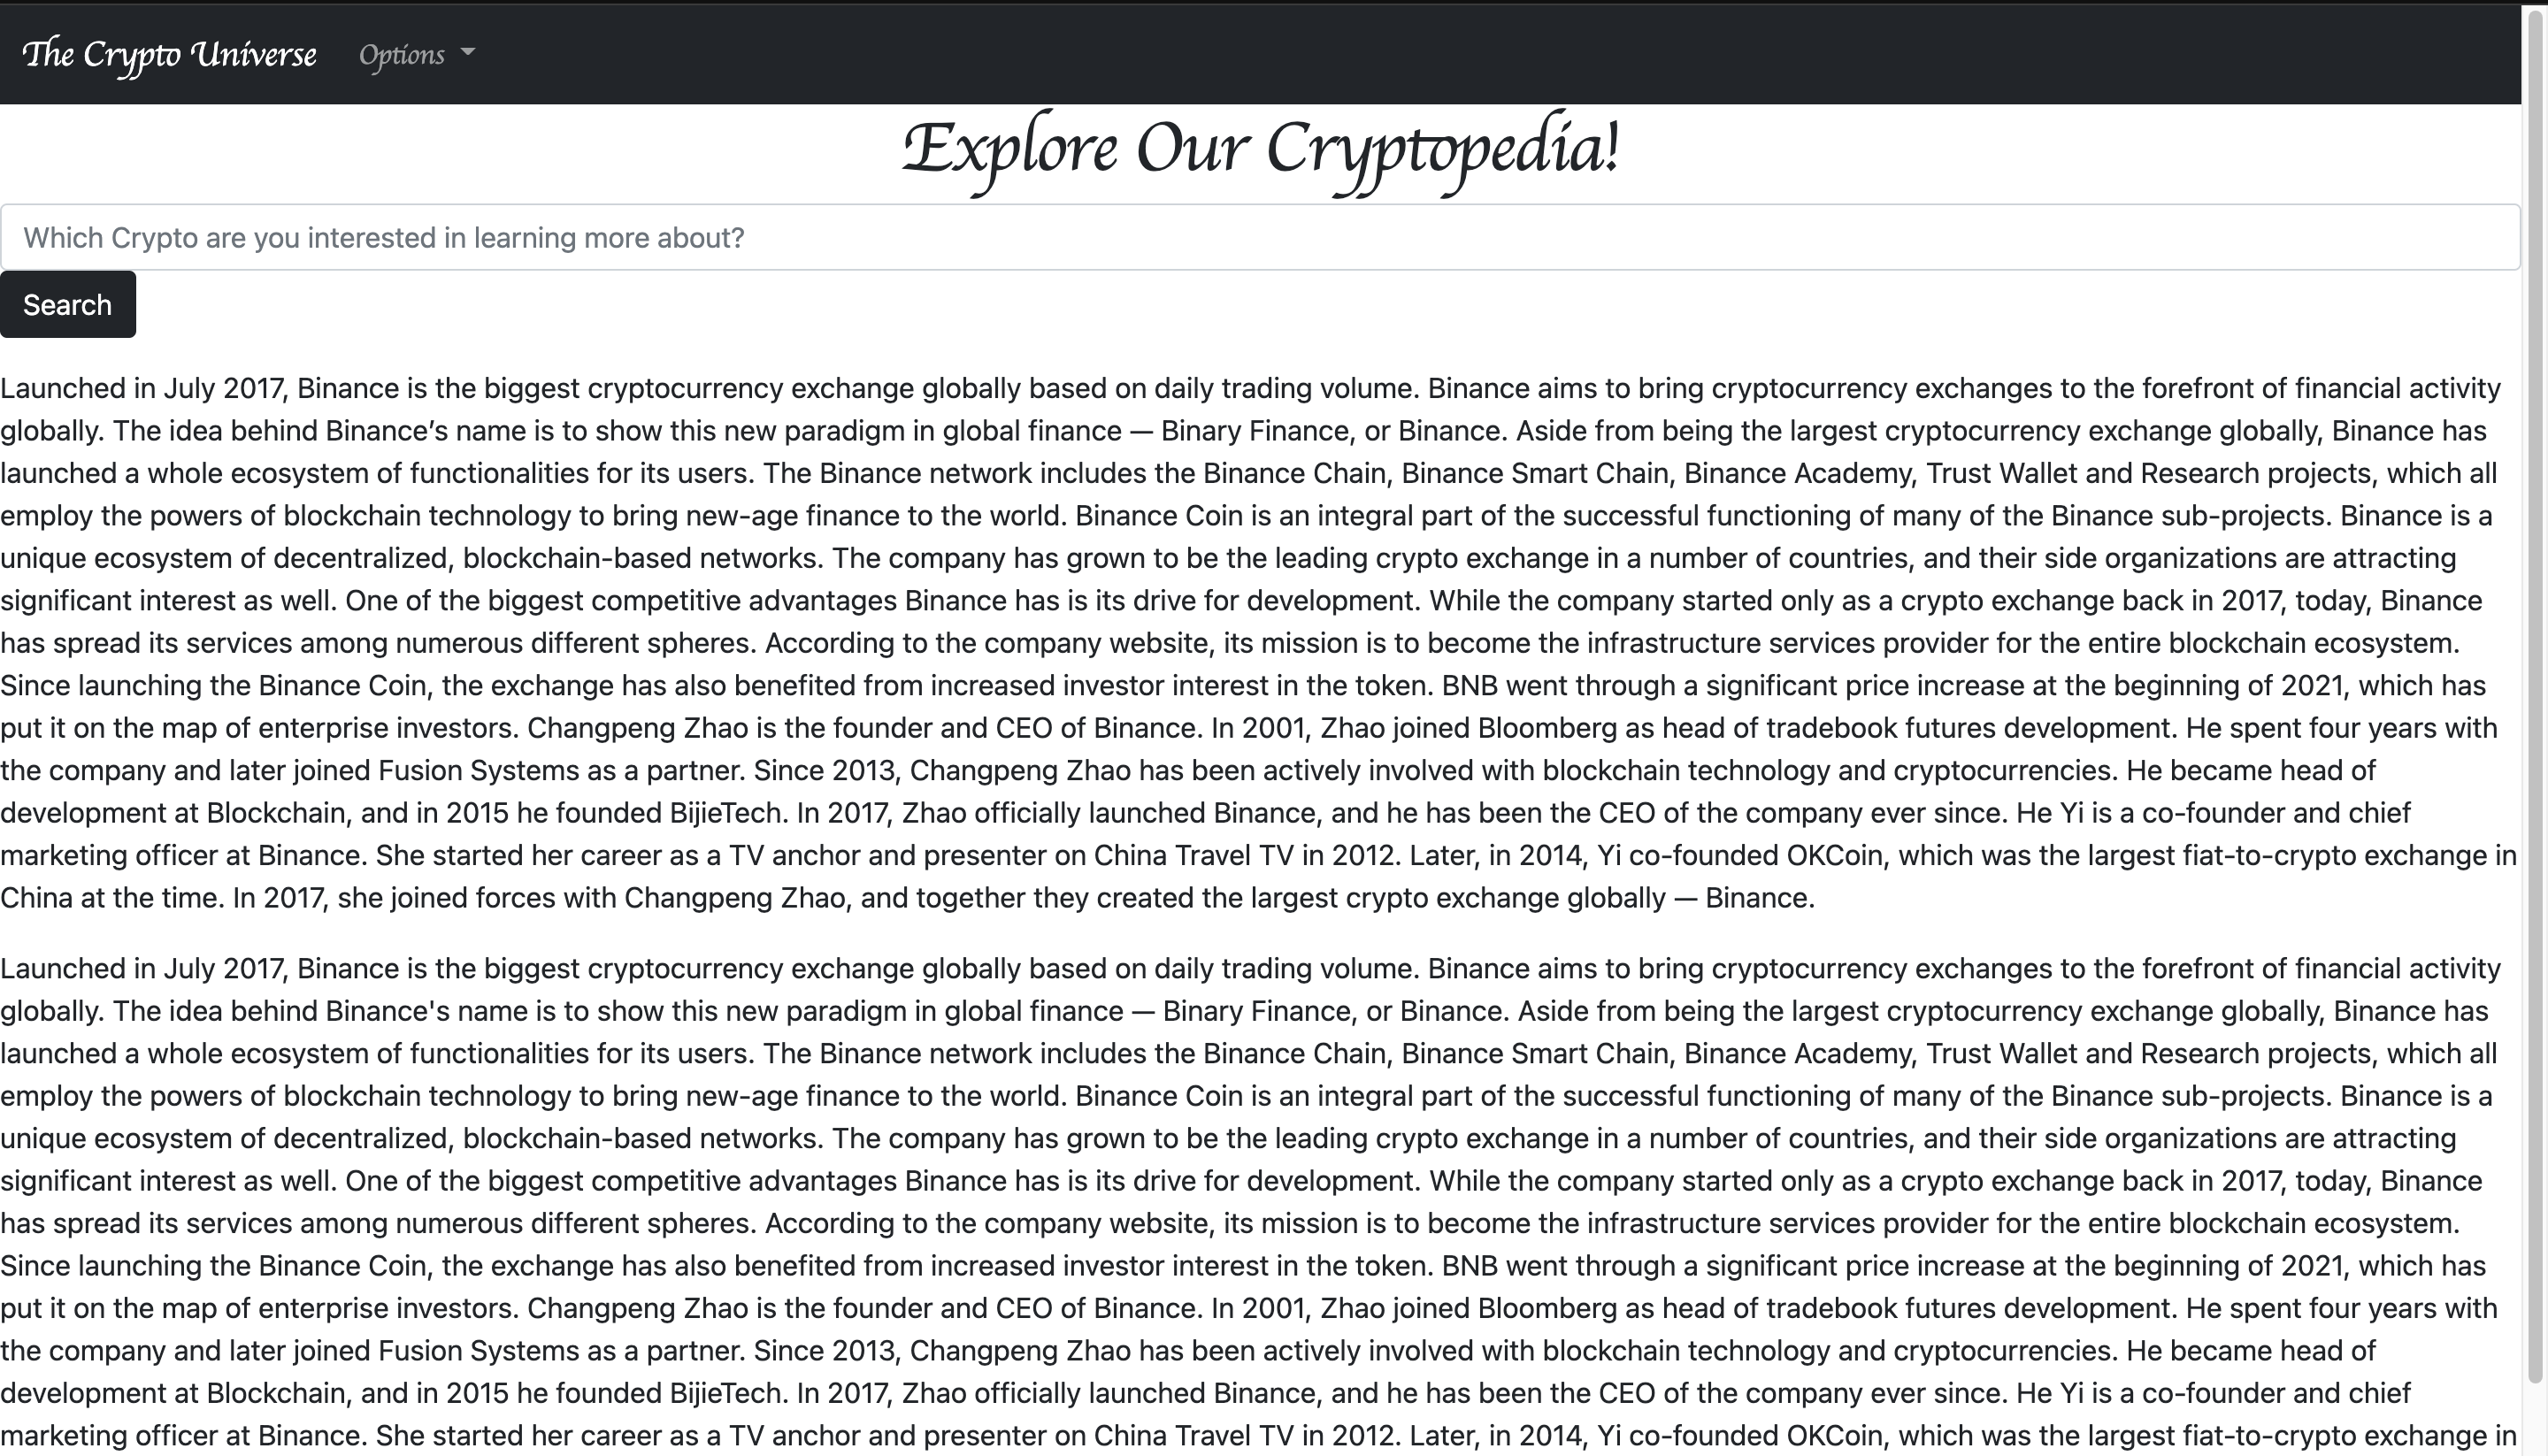 The Crypto Universe Options
Explore Our Cryptopedia!
Which Crypto are you interested in learning more about?
Search
Launched in July 2017, Binance is the biggest cryptocurrency exchange globally based on daily trading volume. Binance aims to bring cryptocurrency exchanges to the forefront of financial activity
globally. The idea behind Binance’s name is to show this new paradigm in global finance — Binary Finance, or Binance. Aside from being the largest cryptocurrency exchange globally, Binance has
launched a whole ecosystem of functionalities for its users. The Binance network includes the Binance Chain, Binance Smart Chain, Binance Academy, Trust Wallet and Research projects, which all
employ the powers of blockchain technology to bring new-age finance to the world. Binance Coin is an integral part of the successful functioning of many of the Binance sub-projects. Binance is a
unique ecosystem of decentralized, blockchain-based networks. The company has grown to be the leading crypto exchange in a number of countries, and their side organizations are attracting
significant interest as well. One of the biggest competitive advantages Binance has is its drive for development. While the company started only as a crypto exchange back in 2017, today, Binance
has spread its services among numerous different spheres. According to the company website, its mission is to become the infrastructure services provider for the entire blockchain ecosystem.
Since launching the Binance Coin, the exchange has also benefited from increased investor interest in the token. BNB went through a significant price increase at the beginning of 2021, which has
put it on the map of enterprise investors. Changpeng Zhao is the founder and CEO of Binance. In 2001, Zhao joined Bloomberg as head of tradebook futures development. He spent four years with
the company and later joined Fusion Systems as a partner. Since 2013, Changpeng Zhao has been actively involved with blockchain technology and cryptocurrencies. He became head of
development at Blockchain, and in 2015 he founded BijieTech. In 2017, Zhao officially launched Binance, and he has been the CEO of the company ever since. He Yi is a co-founder and chief
marketing officer at Binance. She started her career as a TV anchor and presenter on China Travel TV in 2012. Later, in 2014, Yi co-founded OKCoin, which was the largest fiat-to-crypto exchange in
China at the time. In 2017, she joined forces with Changpeng Zhao, and together they created the largest crypto exchange globally — Binance.
Launched in July 2017, Binance is the biggest cryptocurrency exchange globally based on daily trading volume. Binance aims to bring cryptocurrency exchanges to the forefront of financial activity
globally. The idea behind Binance's name is to show this new paradigm in global finance — Binary Finance, or Binance. Aside from being the largest cryptocurrency exchange globally, Binance has
launched a whole ecosystem of functionalities for its users. The Binance network includes the Binance Chain, Binance Smart Chain, Binance Academy, Trust Wallet and Research projects, which all
employ the powers of blockchain technology to bring new-age finance to the world. Binance Coin is an integral part of the successful functioning of many of the Binance sub-projects. Binance is a
unique ecosystem of decentralized, blockchain-based networks. The company has grown to be the leading crypto exchange in a number of countries, and their side organizations are attracting
significant interest as well. One of the biggest competitive advantages Binance has is its drive for development. While the company started only as a crypto exchange back in 2017, today, Binance
has spread its services among numerous different spheres. According to the company website, its mission is to become the infrastructure services provider for the entire blockchain ecosystem.
Since launching the Binance Coin, the exchange has also benefited from increased investor interest in the token. BNB went through a significant price increase at the beginning of 2021, which has
put it on the map of enterprise investors. Changpeng Zhao is the founder and CEO of Binance. In 2001, Zhao joined Bloomberg as head of tradebook futures development. He spent four years with
the company and later joined Fusion Systems as a partner. Since 2013, Changpeng Zhao has been actively involved with blockchain technology and cryptocurrencies. He became head of
development at Blockchain, and in 2015 he founded BijieTech. In 2017, Zhao officially launched Binance, and he has been the CEO of the company ever since. He Yi is a co-founder and chief
marketing officer at Binance. She started her career as a TV anchor and presenter on China Travel TV in 2012. Later, in 2014, Yi co-founded OKCoin, which was the largest fiat-to-crypto exchange in